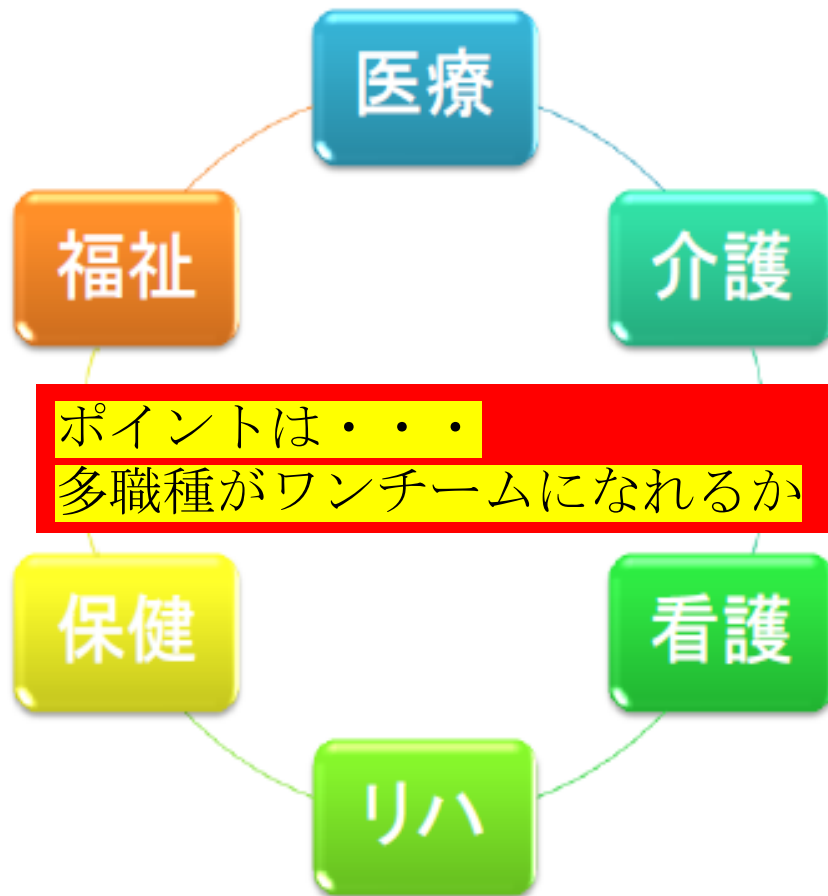 医療
福祉
介護
ポイントは・・・
多職種がワンチームになれるか
保健
看護
リハ